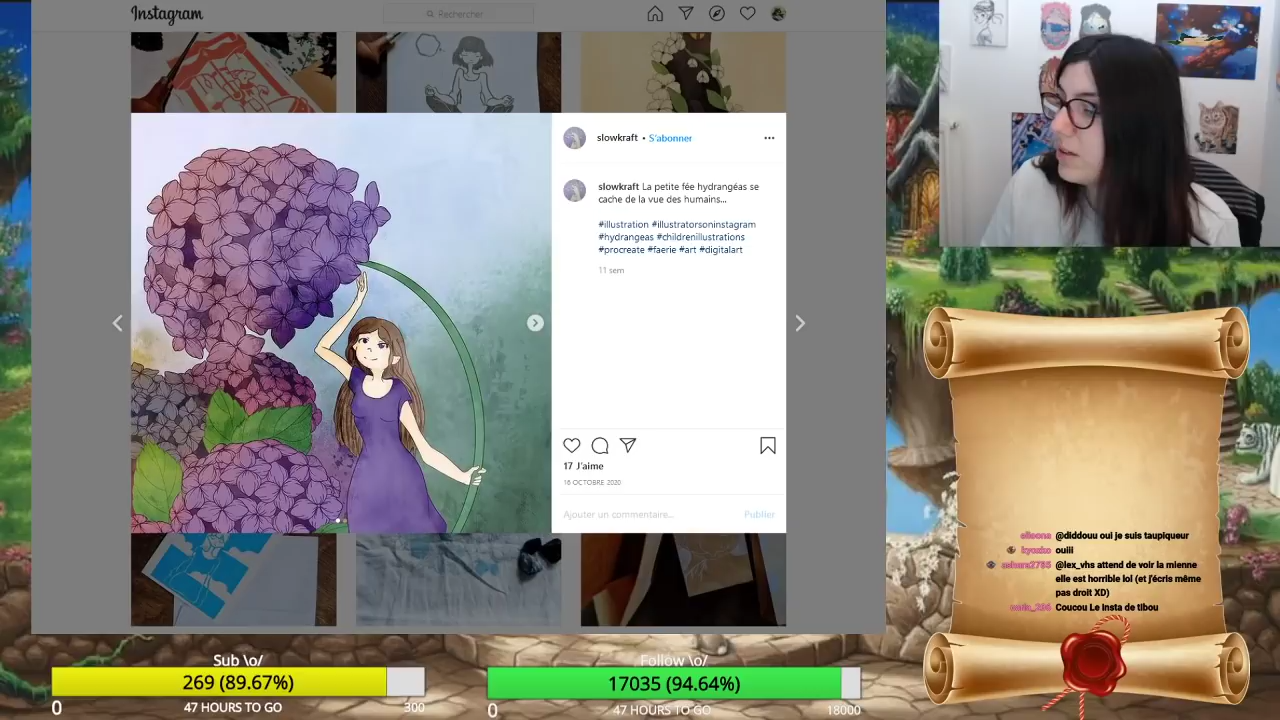 Instagram
Rechercher
slowkraft • S'abonner
slowkraft La petite fée hydrangéas se
cache de la vue des humains...
#illustration #illustratorsoninstagram
#hydrangeas #childrenillustrations
#procreate #faerie #art #digitalart
11 sem
17 J'aime
16 OCTOBRE 2020
Ajouter un commentaire...
Publier
@diddouu oui je suis taupiqueur
kyozko ouiii
@lex_vhs attend de voir la mienne
elle est horrible lol (et j'écris même
pas droit XD)
Coucou Le insta de tibou
Sub \o/
269 (89.67%)
0
47 HOURS TO GO
300
Follow \o/
17035 (94.64%)
0
47 HOURS TO GO
18000